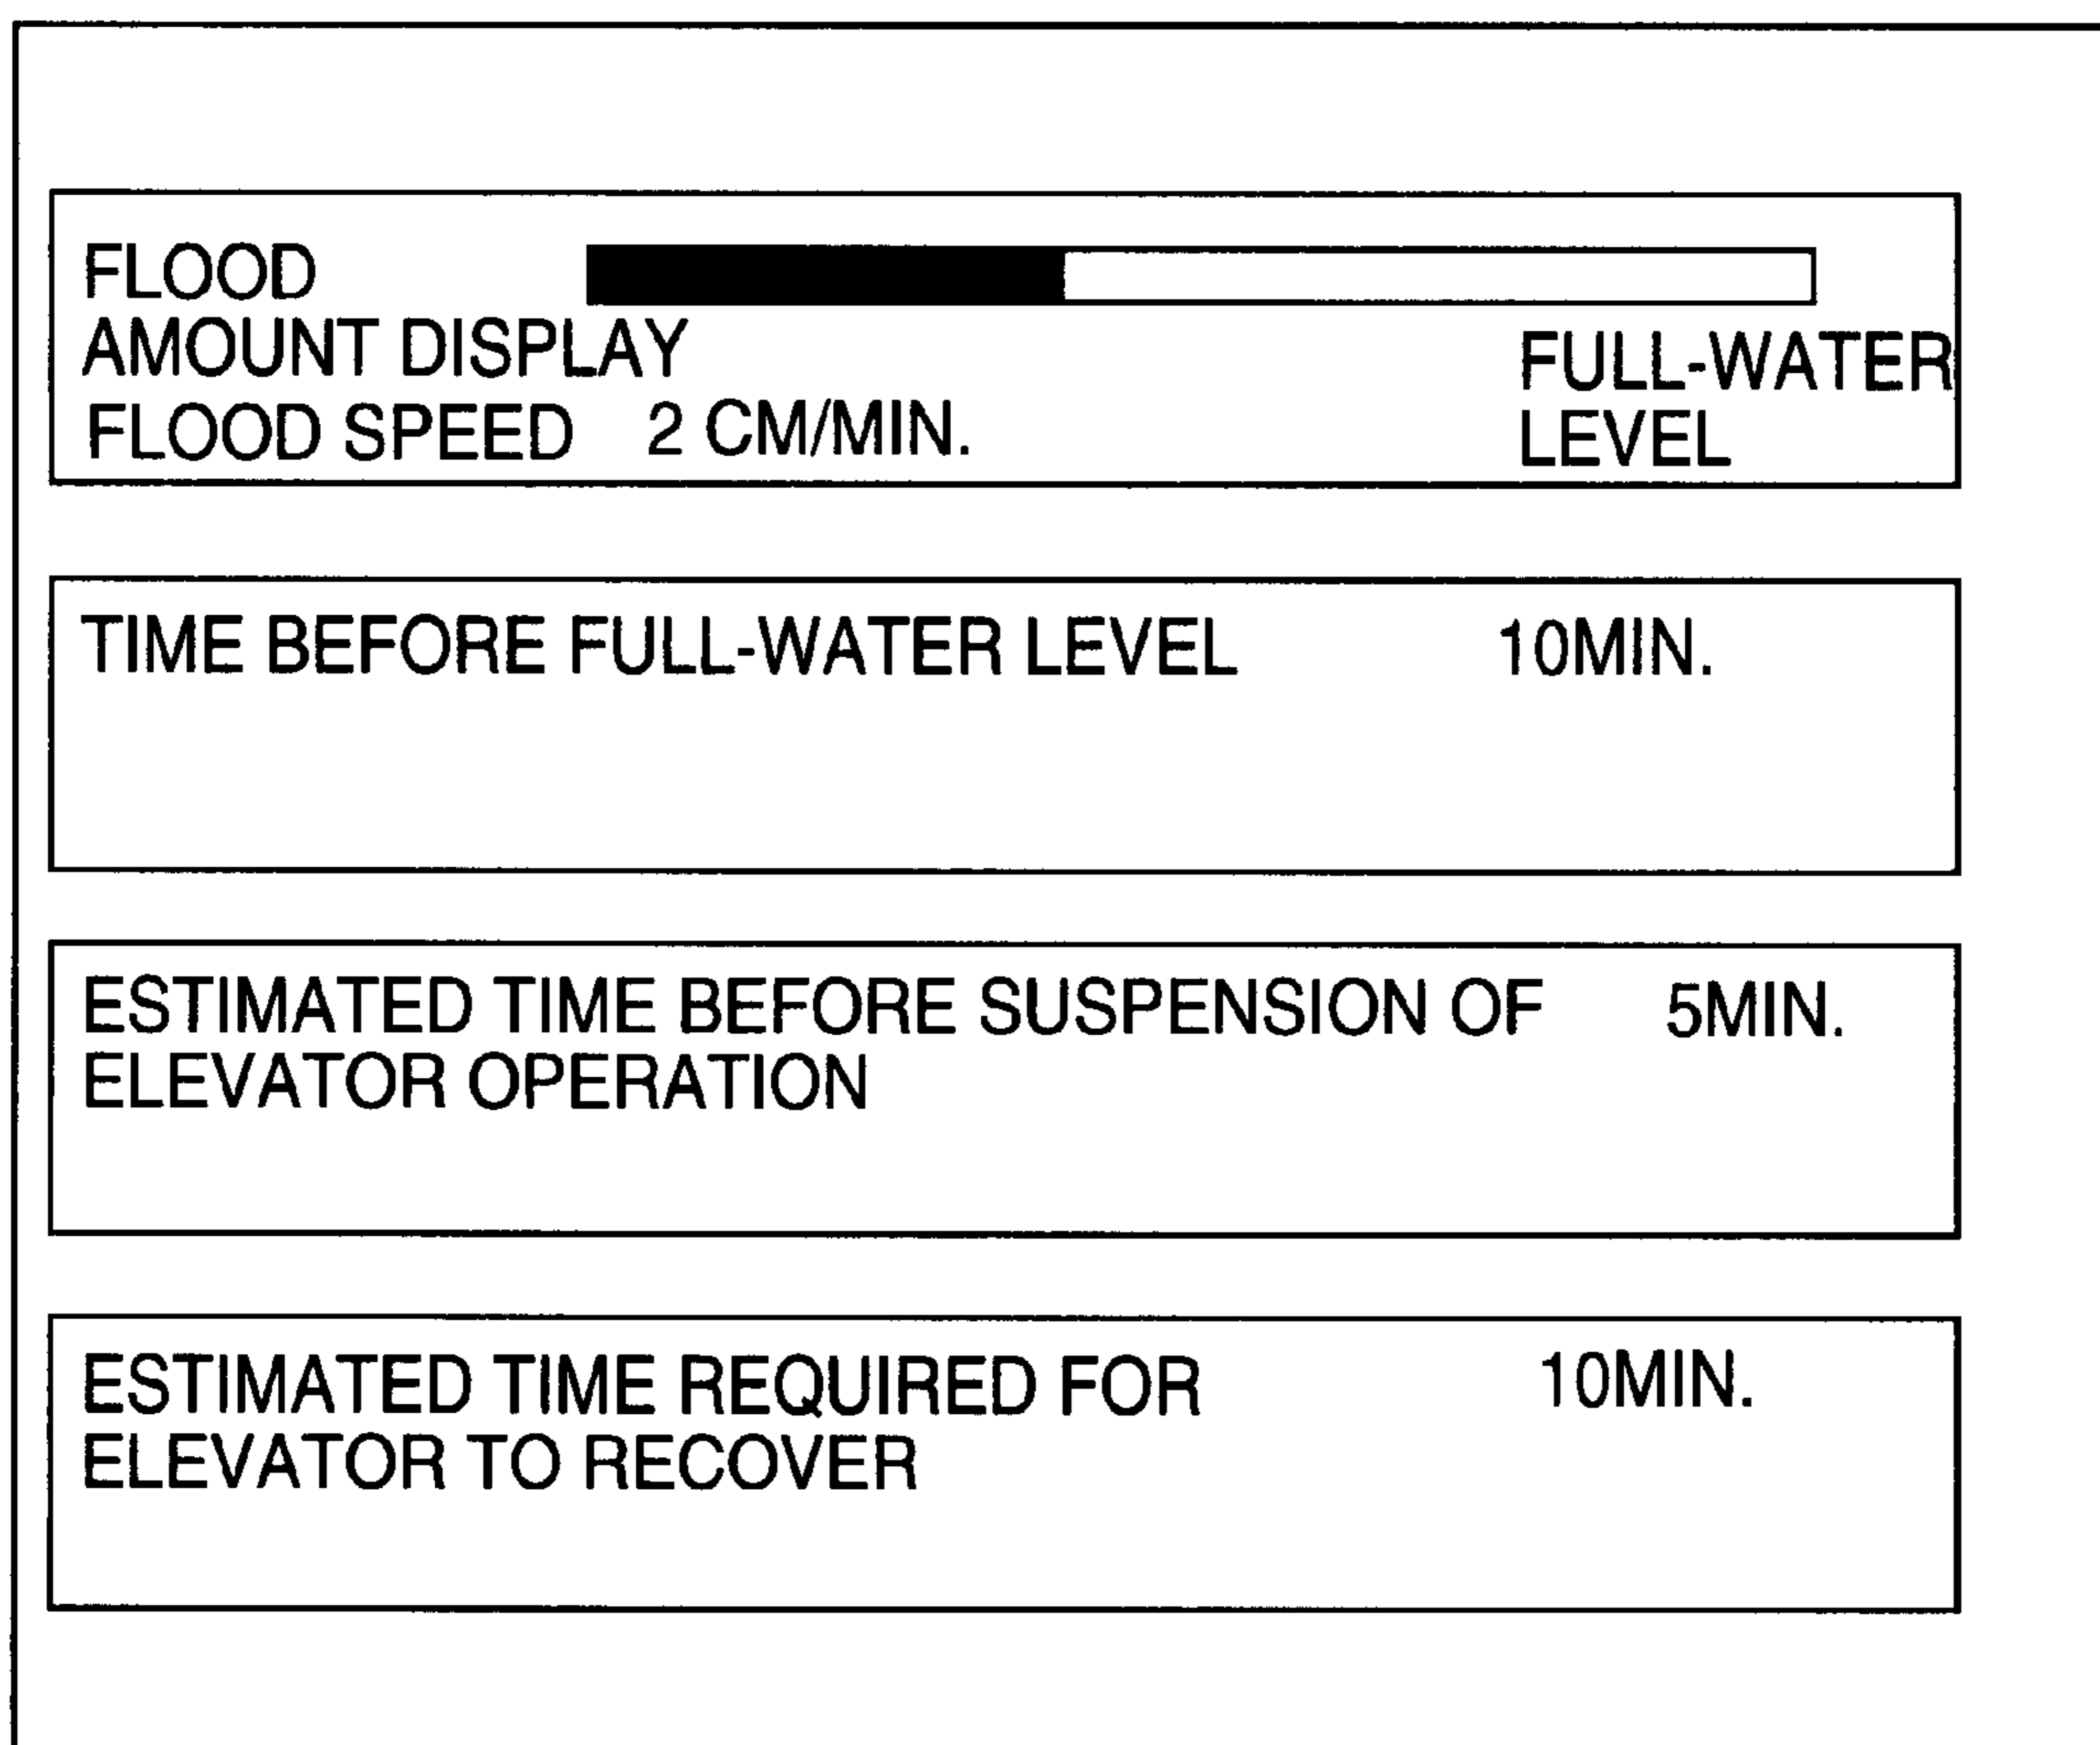 FLOOD
AMOUNT DISPLAY
FULL-WATER
LEVEL
FLOOD SPEED 2 CM/MIN.
TIME BEFORE FULL-WATER LEVEL 10MIN.
ESTIMATED TIME BEFORE SUSPENSION OF 5MIN.
ELEVATOR OPERATION
ESTIMATED TIME REQUIRED FOR 10MIN.
ELEVATOR TO RECOVER